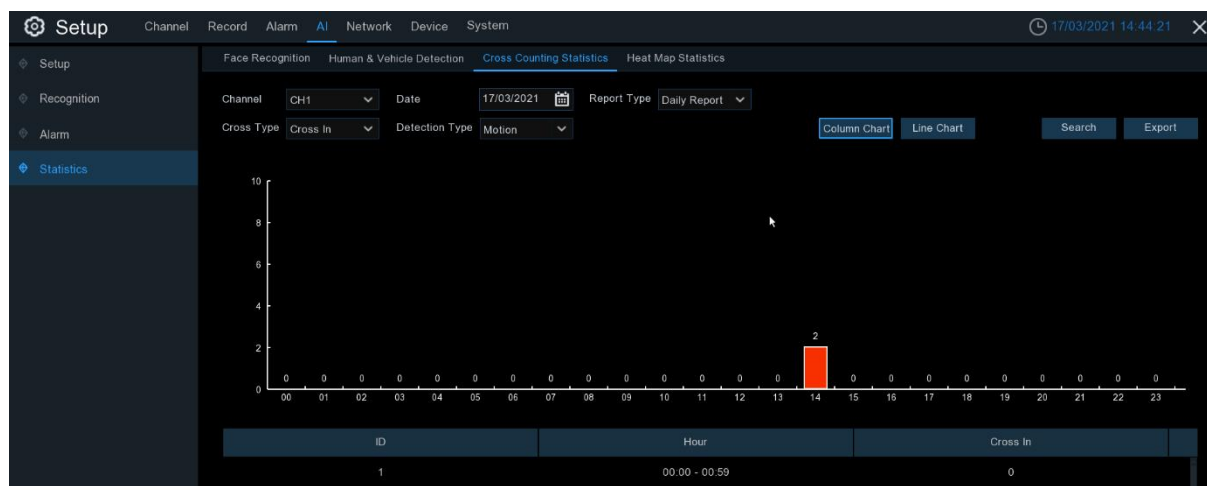 Setup Channel Record Alarm AI Network Device System 17/03/2021 14:44:21
Setup
Recognition
Alarm
Statistics
Face Recognition Human & Vehicle Detection Cross Counting Statistics Heat Map Statistics
Channel CH1 Date 17/03/2021 Report Type Daily Report
Cross Type Cross In Detection Type Motion Column Chart Line Chart Search Export
10
8
6
4
2
0
2
0 0 0 0 0 0 0 0 0 0 0 0 0 0 0 0 0 0 0 0 0 0 0
00 01 02 03 04 05 06 07 08 09 10 11 12 13 14 15 16 17 18 19 20 21 22 23
ID Hour Cross In
1 00:00 - 00:59 0